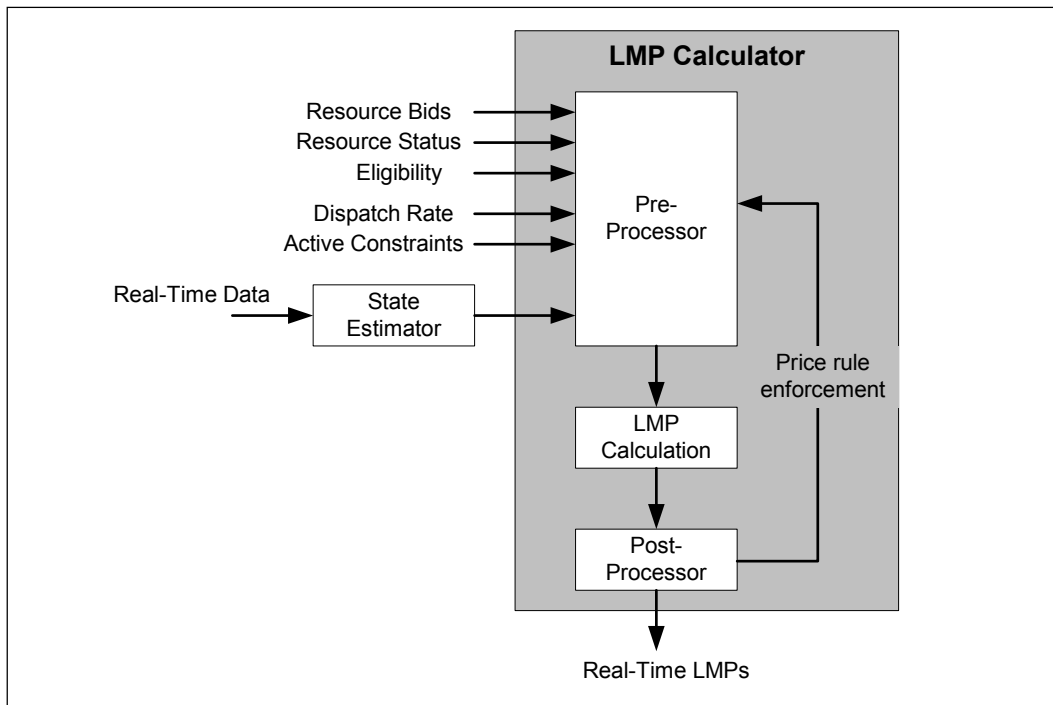 LMP Calculator
Resource Bids
Resource Status
Eligibility
Dispatch Rate
Active Constraints
Pre-
Processor
Real-Time Data
State
Estimator
Price rule
enforcement
LMP
Calculation
Post-
Processor
Real-Time LMPs